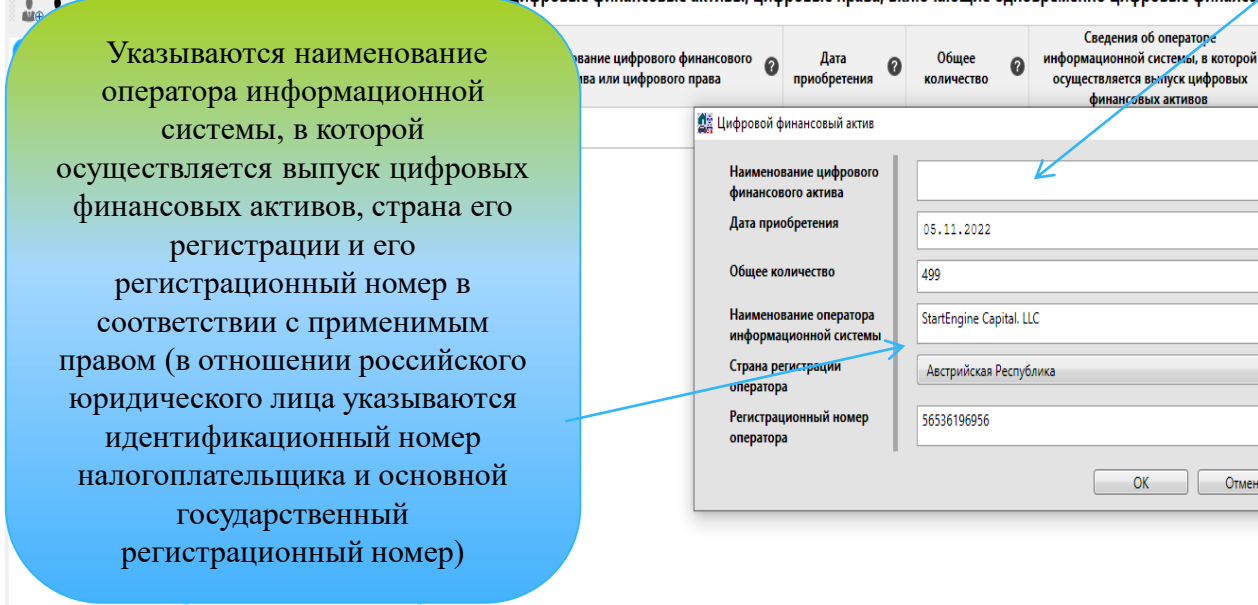 Указываются наименование
оператора информационной
системы, в которой
осуществляется выпуск цифровых
финансовых активов, страна его
регистрации и его
регистрационный номер в
соответствии с применимым
правом (в отношении российского
юридического лица указываются
идентификационный номер
налогоплательщика и основной
государственный
регистрационный номер)
цифрового финансового
или цифрового права
Дата
приобретения
Общее
количество
Сведения об операторе
информационной системы, в которой
осуществляется выпуск цифровых
финансовых активов
Цифровой финансовый актив
Наименование цифрового
финансового актива
Дата приобретения
05.11.2022
Общее количество
499
Наименование оператора
информационной системы
StartEngine Capital. LLC
Страна регистрации
оператора
Австрийская Республика
Регистрационный номер
оператора
56536196956
OK